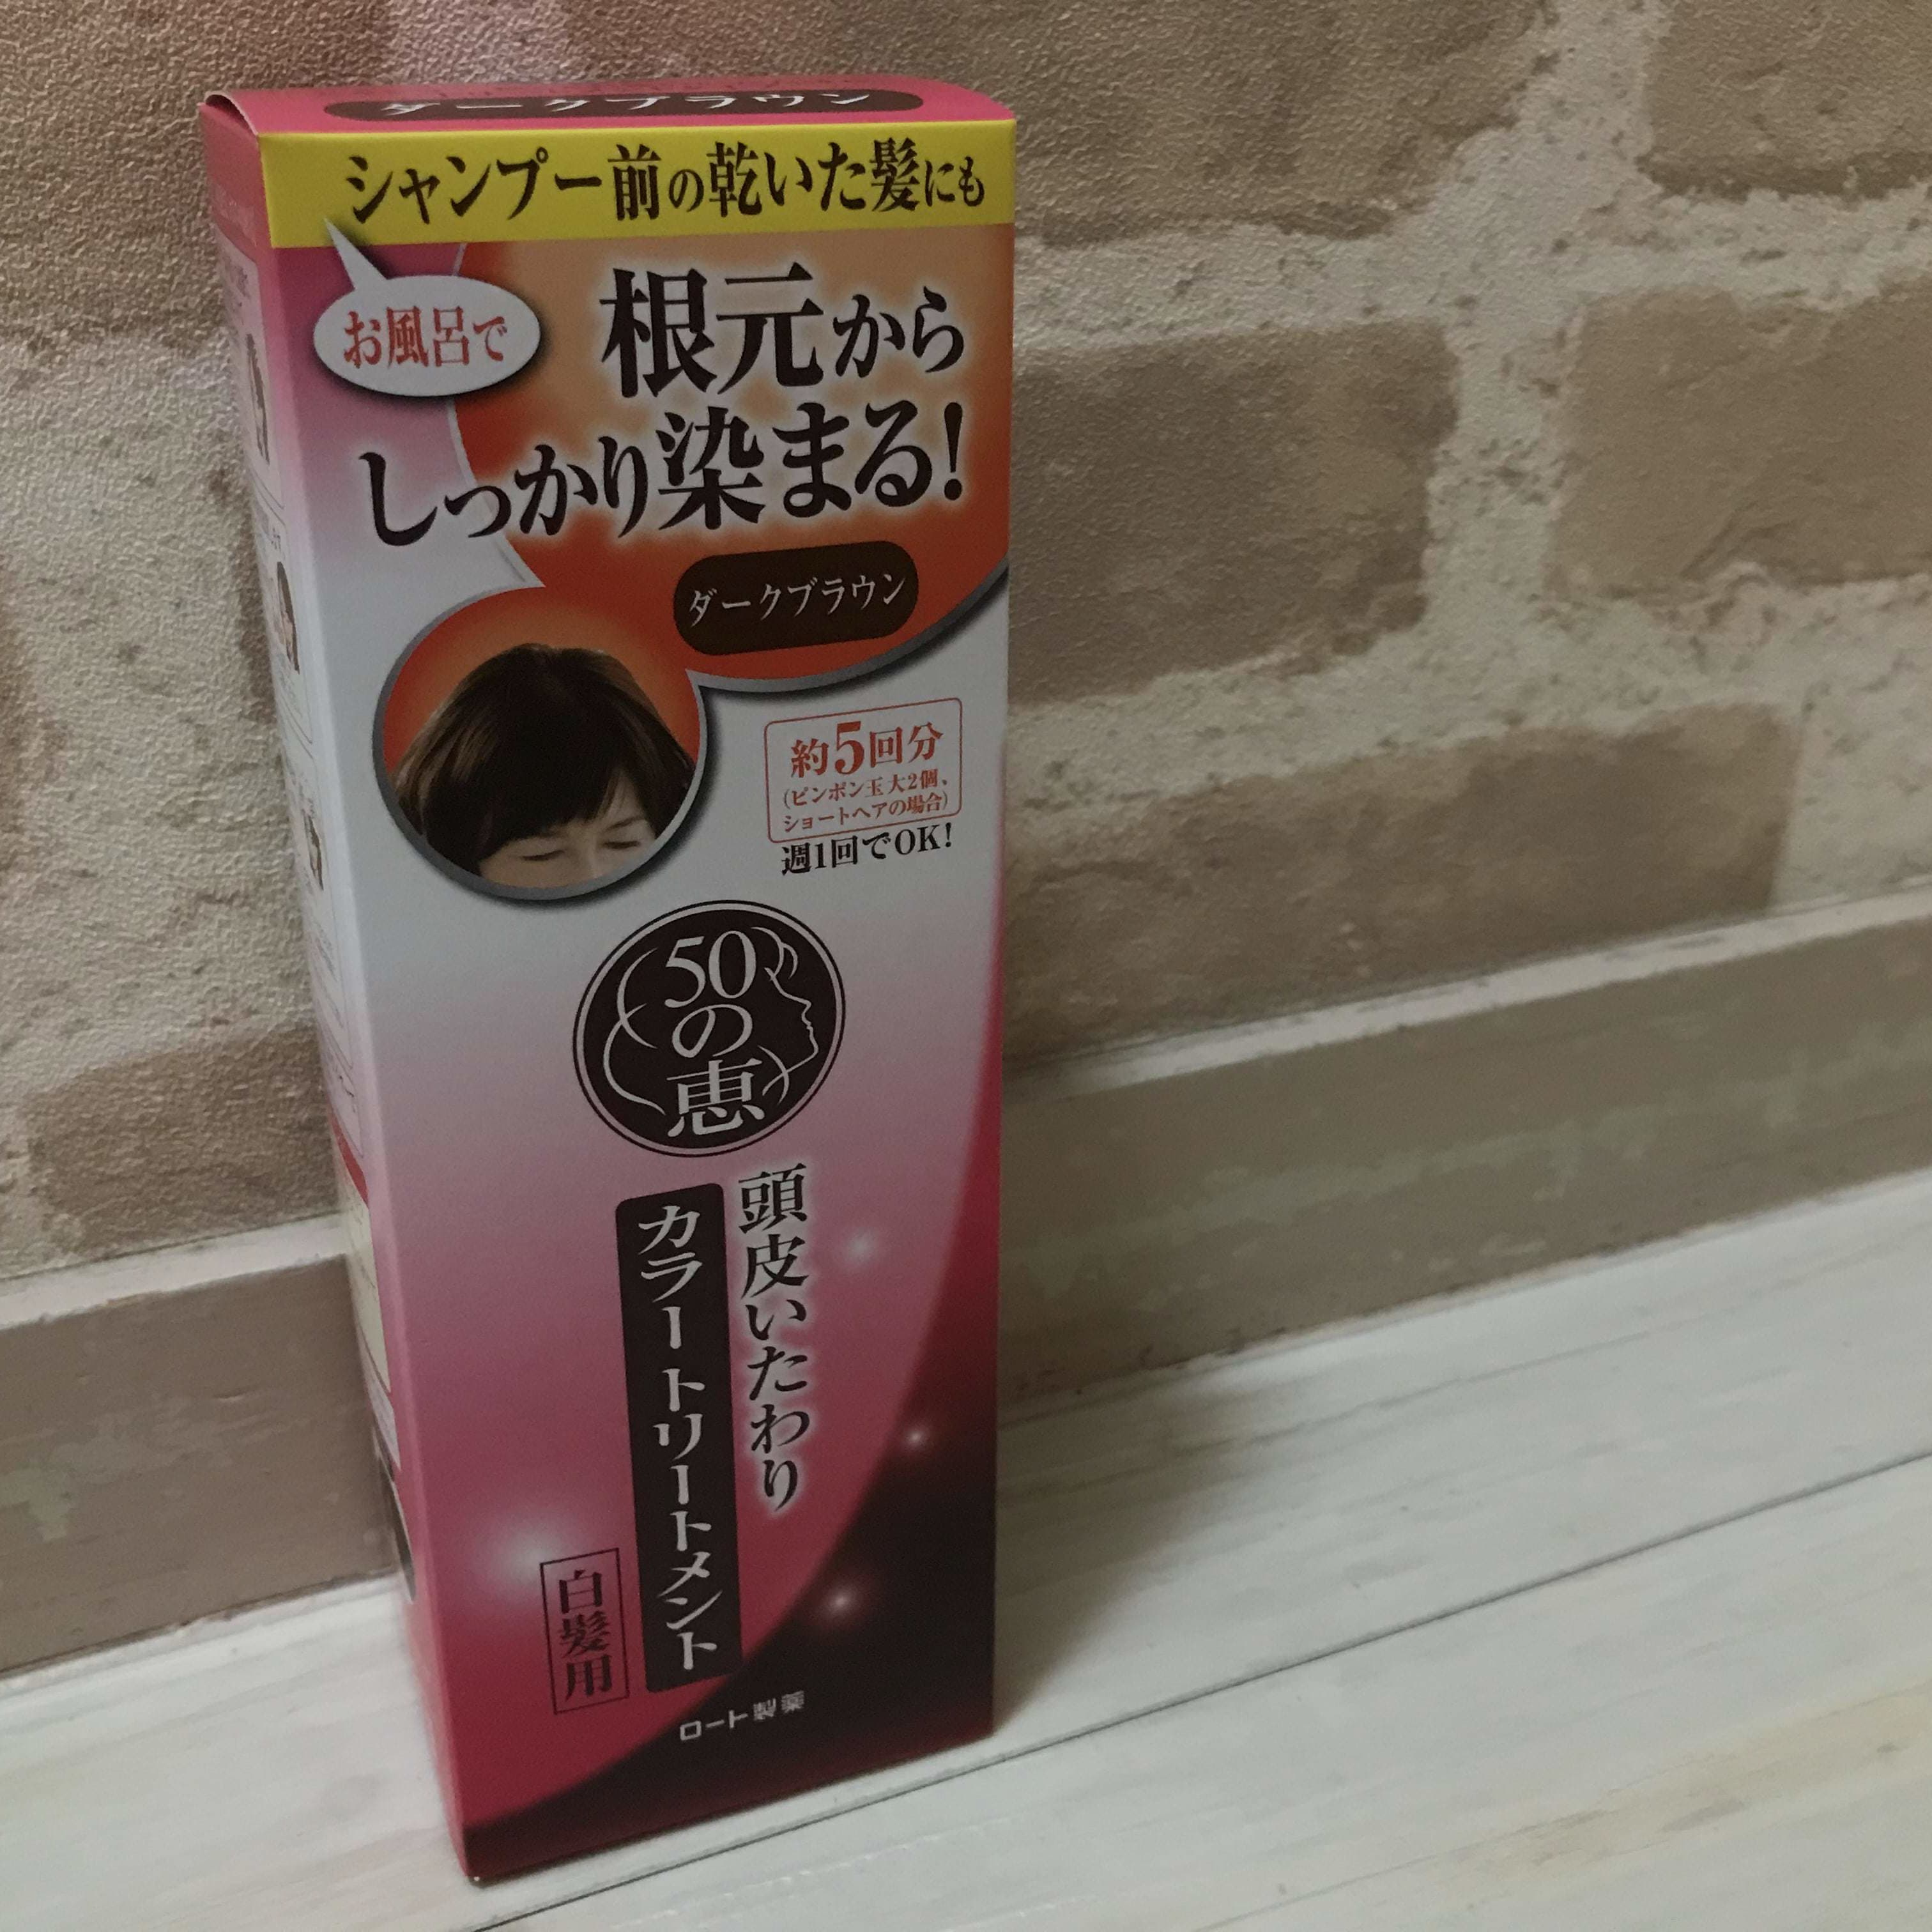 ダークブラウン
シャンプー前の乾いた髪にも
お風呂で
根元から
しっかり染まる!
ダークブラウン
約5回分
(ピンポン玉大2個、
ショートヘアの場合)
週1回でOK!
50
の
恵
頭皮いたわり
カラートリートメント
白髪用
ロート製薬